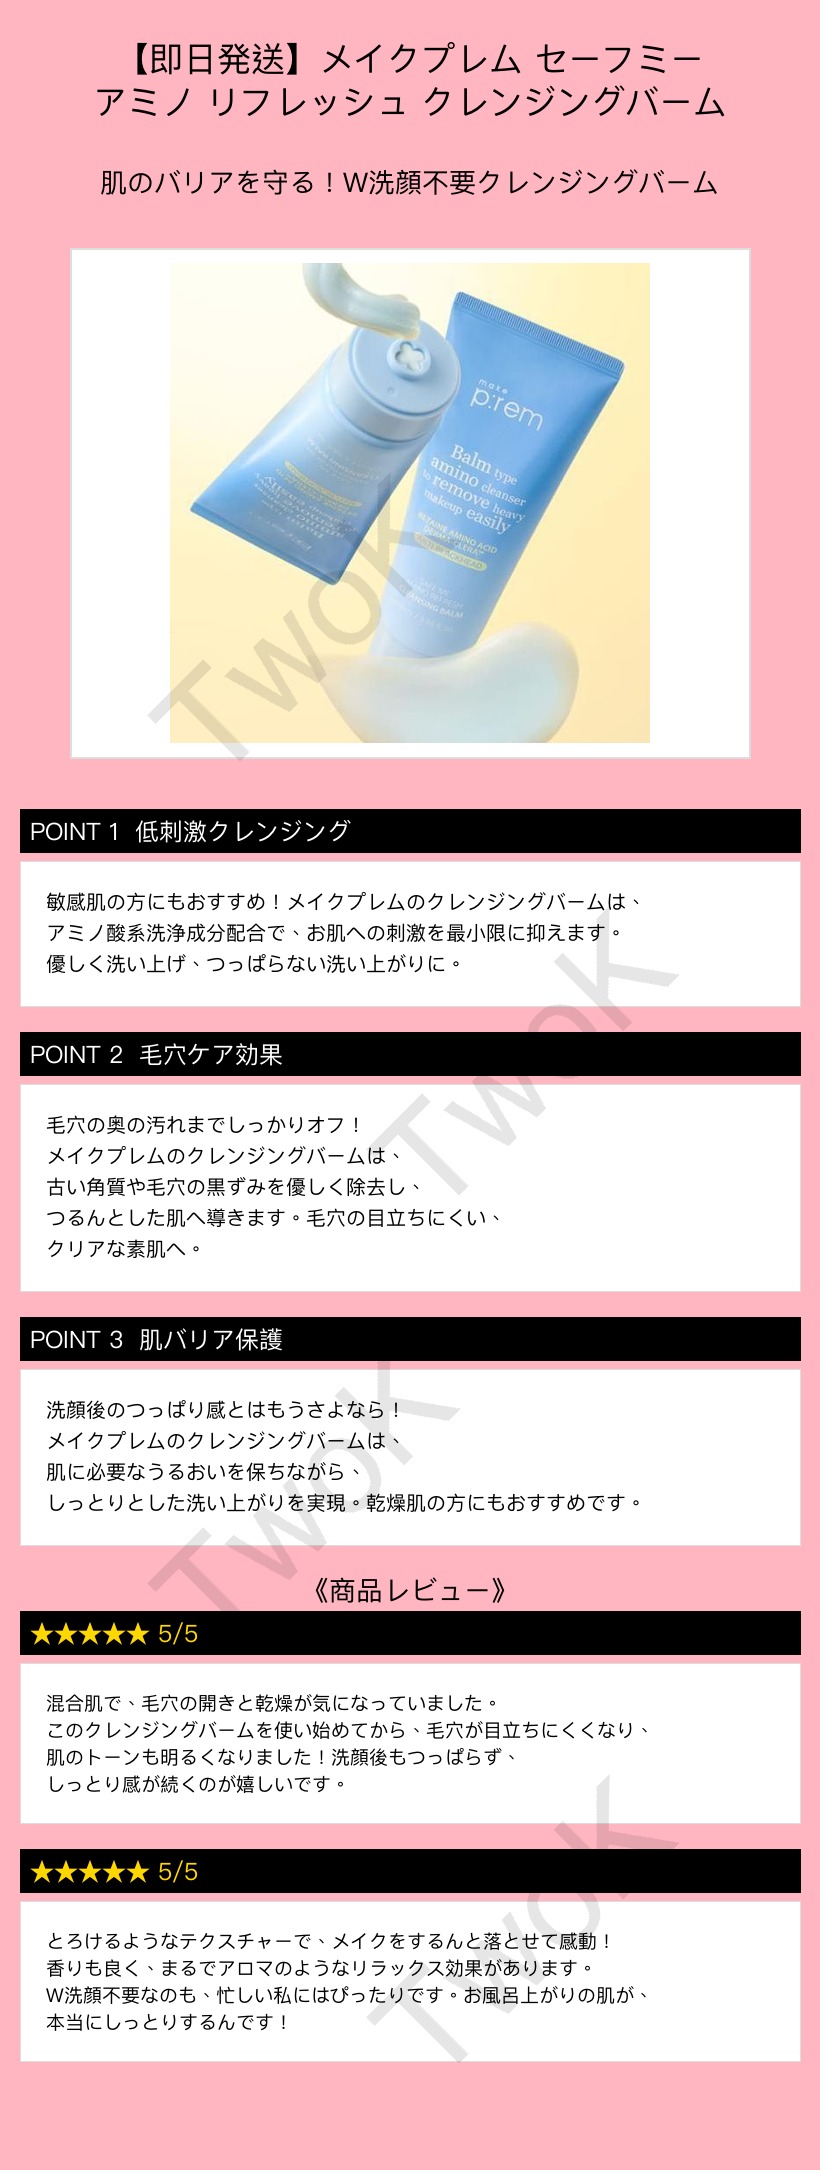 【即日発送】メイクプレム セーフミー
アミノ リフレッシュ クレンジングバーム
肌のバリアを守る！W洗顔不要クレンジングバーム
make
p:rem
Balm type
amino cleanser
to remove heavy
makeup easily
BETAINE AMINO ACID
SAFE ME
AMINO REFRESH
CLEANSING BALM
TwoK
POINT 1 低刺激クレンジング
敏感肌の方にもおすすめ！メイクプレムのクレンジングバームは、
アミノ酸系洗浄成分配合で、お肌への刺激を最小限に抑えます。
優しく洗い上げ、つっぱらない洗い上がりに。
TwoK
POINT 2 毛穴ケア効果
毛穴の奥の汚れまでしっかりオフ！
メイクプレムのクレンジングバームは、
古い角質や毛穴の黒ずみを優しく除去し、
つるんとした肌へ導きます。毛穴の目立ちにくい、
クリアな素肌へ。
POINT 3 肌バリア保護
洗顔後のつっぱり感とはもうさよなら！
メイクプレムのクレンジングバームは、
肌に必要なうるおいを保ちながら、
しっとりとした洗い上がりを実現。乾燥肌の方にもおすすめです。
TwoK
《商品レビュー》
★★★★★ 5/5
混合肌で、毛穴の開きと乾燥が気になっていました。
このクレンジングバームを使い始めてから、毛穴が目立ちにくくなり、
肌のトーンも明るくなりました！洗顔後もつっぱらず、
しっとり感が続くのが嬉しいです。
★★★★★ 5/5
とろけるようなテクスチャーで、メイクをするんと落とせて感動！
香りも良く、まるでアロマのようなリラックス効果があります。
W洗顔不要なのも、忙しい私にはぴったりです。お風呂上がりの肌が、
本当にしっとりするんです！
TwoK